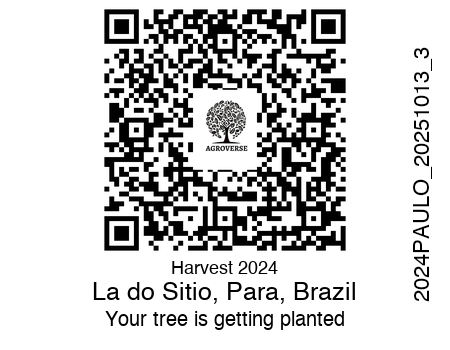 AGROVERSE
Harvest 2024
La do Sitio, Para, Brazil
Your tree is getting planted
2024PAULO_20251013_3